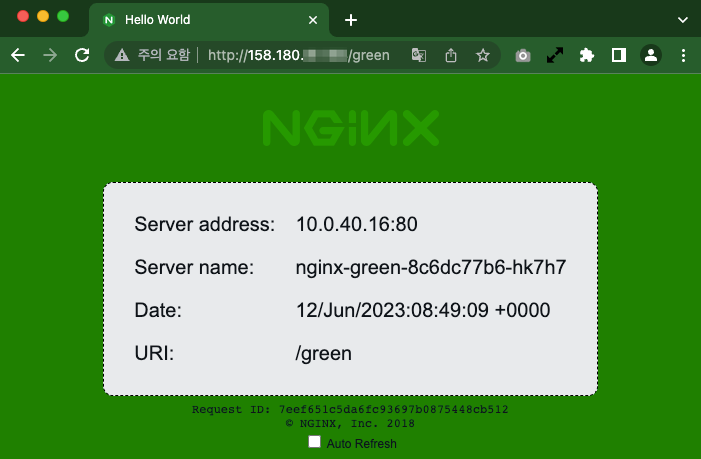 Hello World
주의 요함 http://158.180. /green
NGINX
Server address: 10.0.40.16:80
Server name: nginx-green-8c6dc77b6-hk7h7
Date: 12/Jun/2023:08:49:09 +0000
URI: /green
Request ID: 7eef651c5da6fc93697b0875448cb512
© NGINX, Inc. 2018
Auto Refresh